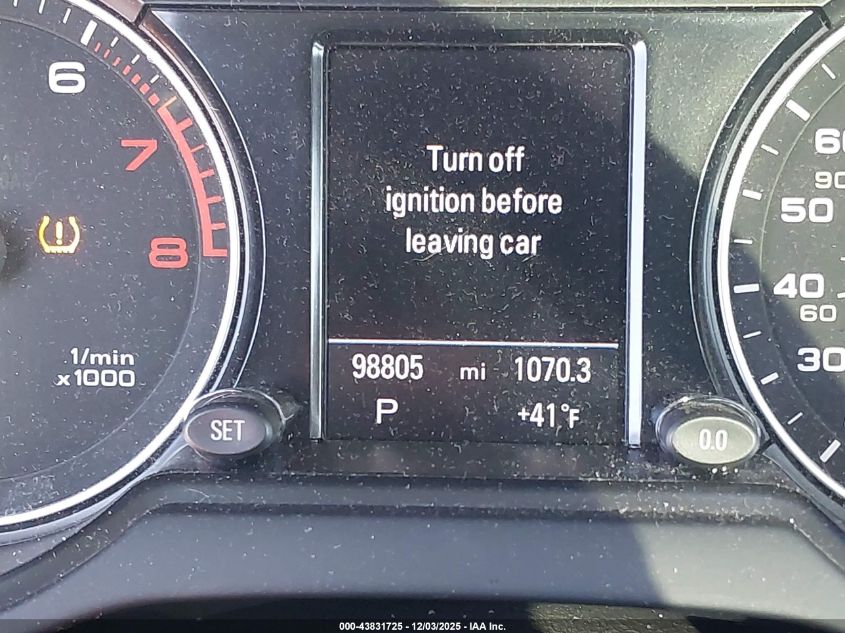 6
7
8
1/min
x1000
SET
Turn off
ignition before
leaving car
98805 mi 1070.3
P +41°F
0.0
60
90
50
40
60
30
000-43831725 - 12/03/2025 - IAA Inc.